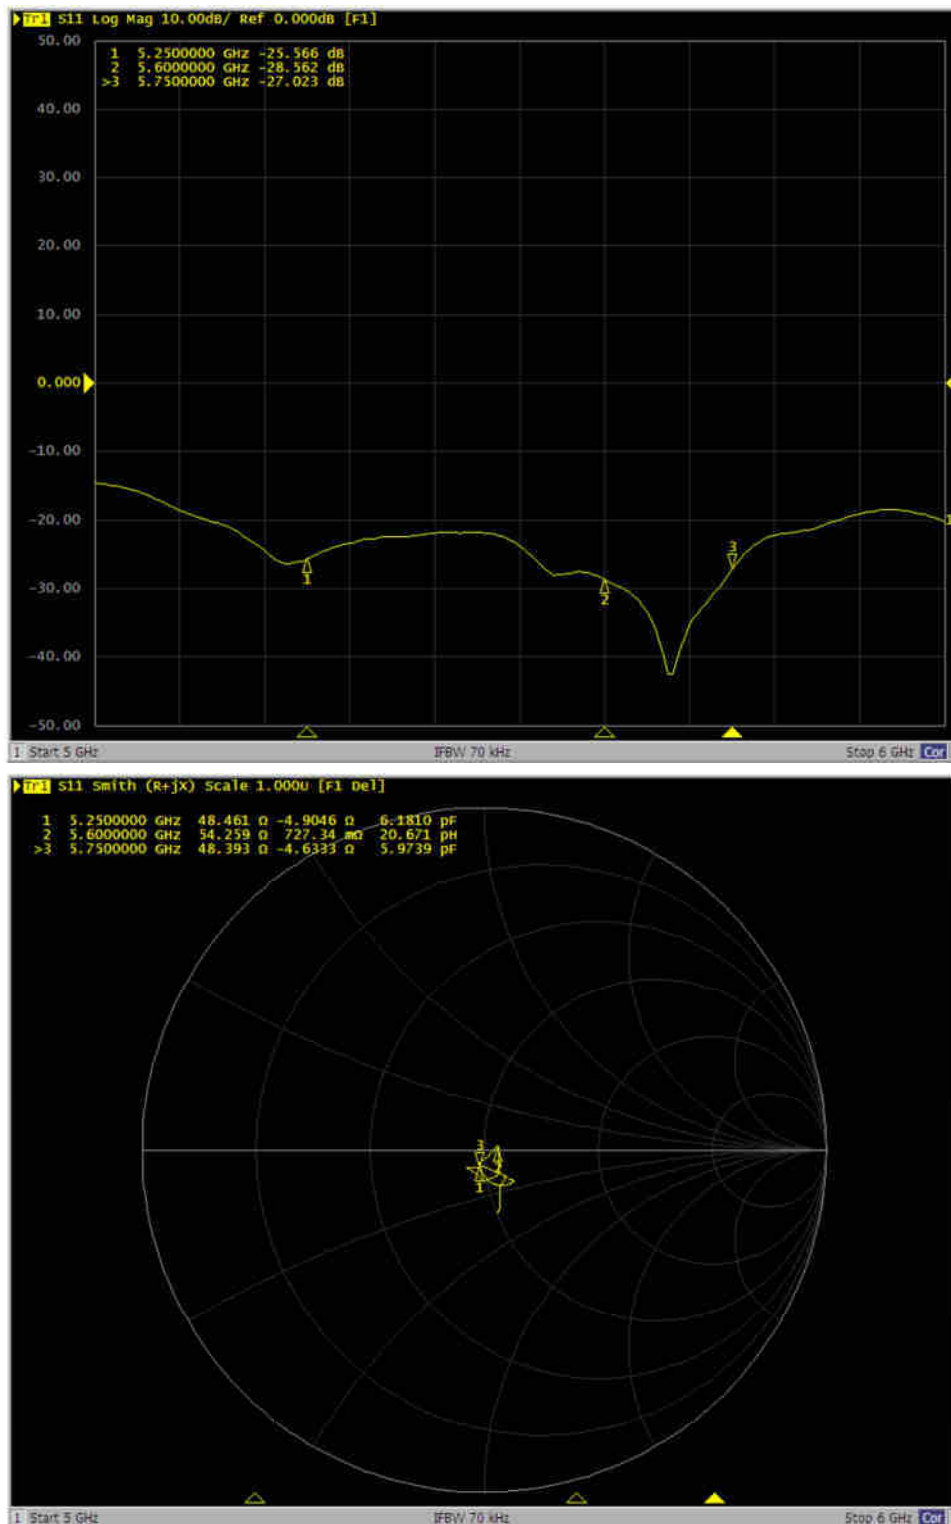 Tr1 S11 Log Mag 10.00dB/ Ref 0.000dB [F1]
50.00
1 5.2500000 GHz -25.566 dB
2 5.6000000 GHz -28.562 dB
>3 5.7500000 GHz -27.023 dB
40.00
30.00
20.00
10.00
0.000
-10.00
-20.00
1
3
-30.00
1
2
-40.00
-50.00
1 Start 5 GHz IFBW 70 kHz Stop 6 GHz Cor
Tr1 S11 Smith (R+jX) Scale 1.000U [F1 Del]
1 5.2500000 GHz 48.461 Ω -4.9046 Ω 6.1810 pF
2 5.6000000 GHz 54.259 Ω 727.34 mΩ 20.671 pH
>3 5.7500000 GHz 48.393 Ω -4.6333 Ω 5.9739 pF
3
1
1 Start 5 GHz IFBW 70 kHz Stop 6 GHz Cor